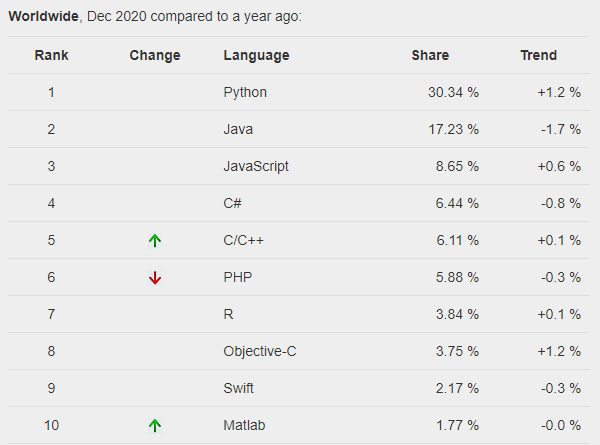 Worldwide, Dec 2020 compared to a year ago:
Rank Change Language Share Trend
1 Python 30.34 % +1.2 %
2 Java 17.23 % -1.7 %
3 JavaScript 8.65 % +0.6 %
4 C# 6.44 % -0.8 %
5 C/C++ 6.11 % +0.1 %
6 PHP 5.88 % -0.3 %
7 R 3.84 % +0.1 %
8 Objective-C 3.75 % +1.2 %
9 Swift 2.17 % -0.3 %
10 Matlab 1.77 % -0.0 %